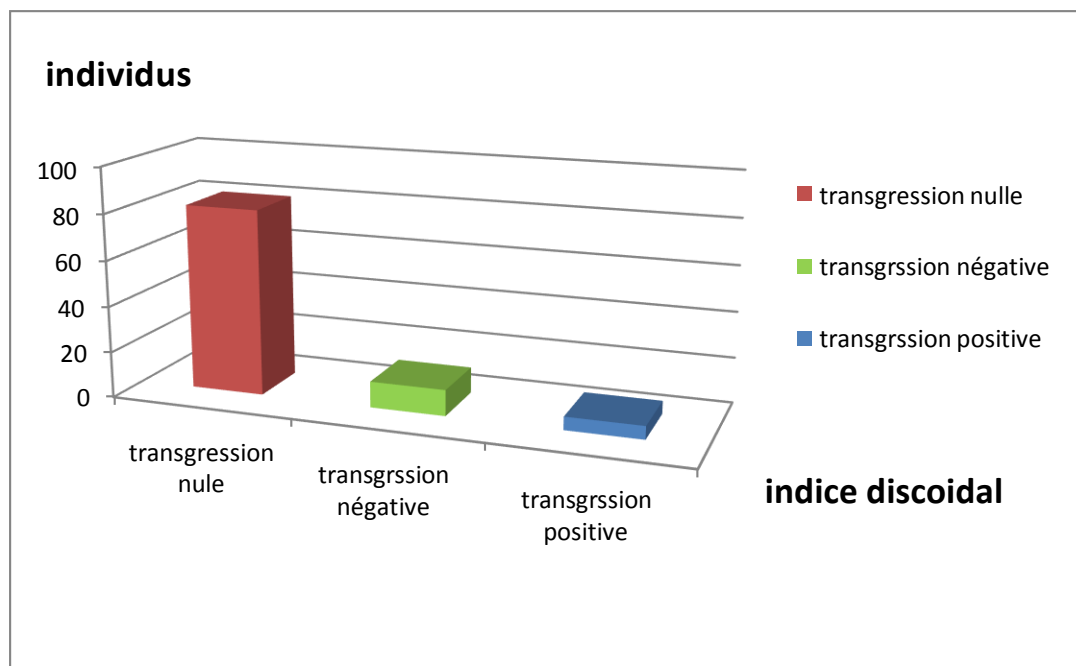 individus
100
80
60
40
20
0
transgression
nule
transgrssion
négative
transgrssion
positive
indice discoidal
transgression nulle
transgrssion négative
transgrssion positive